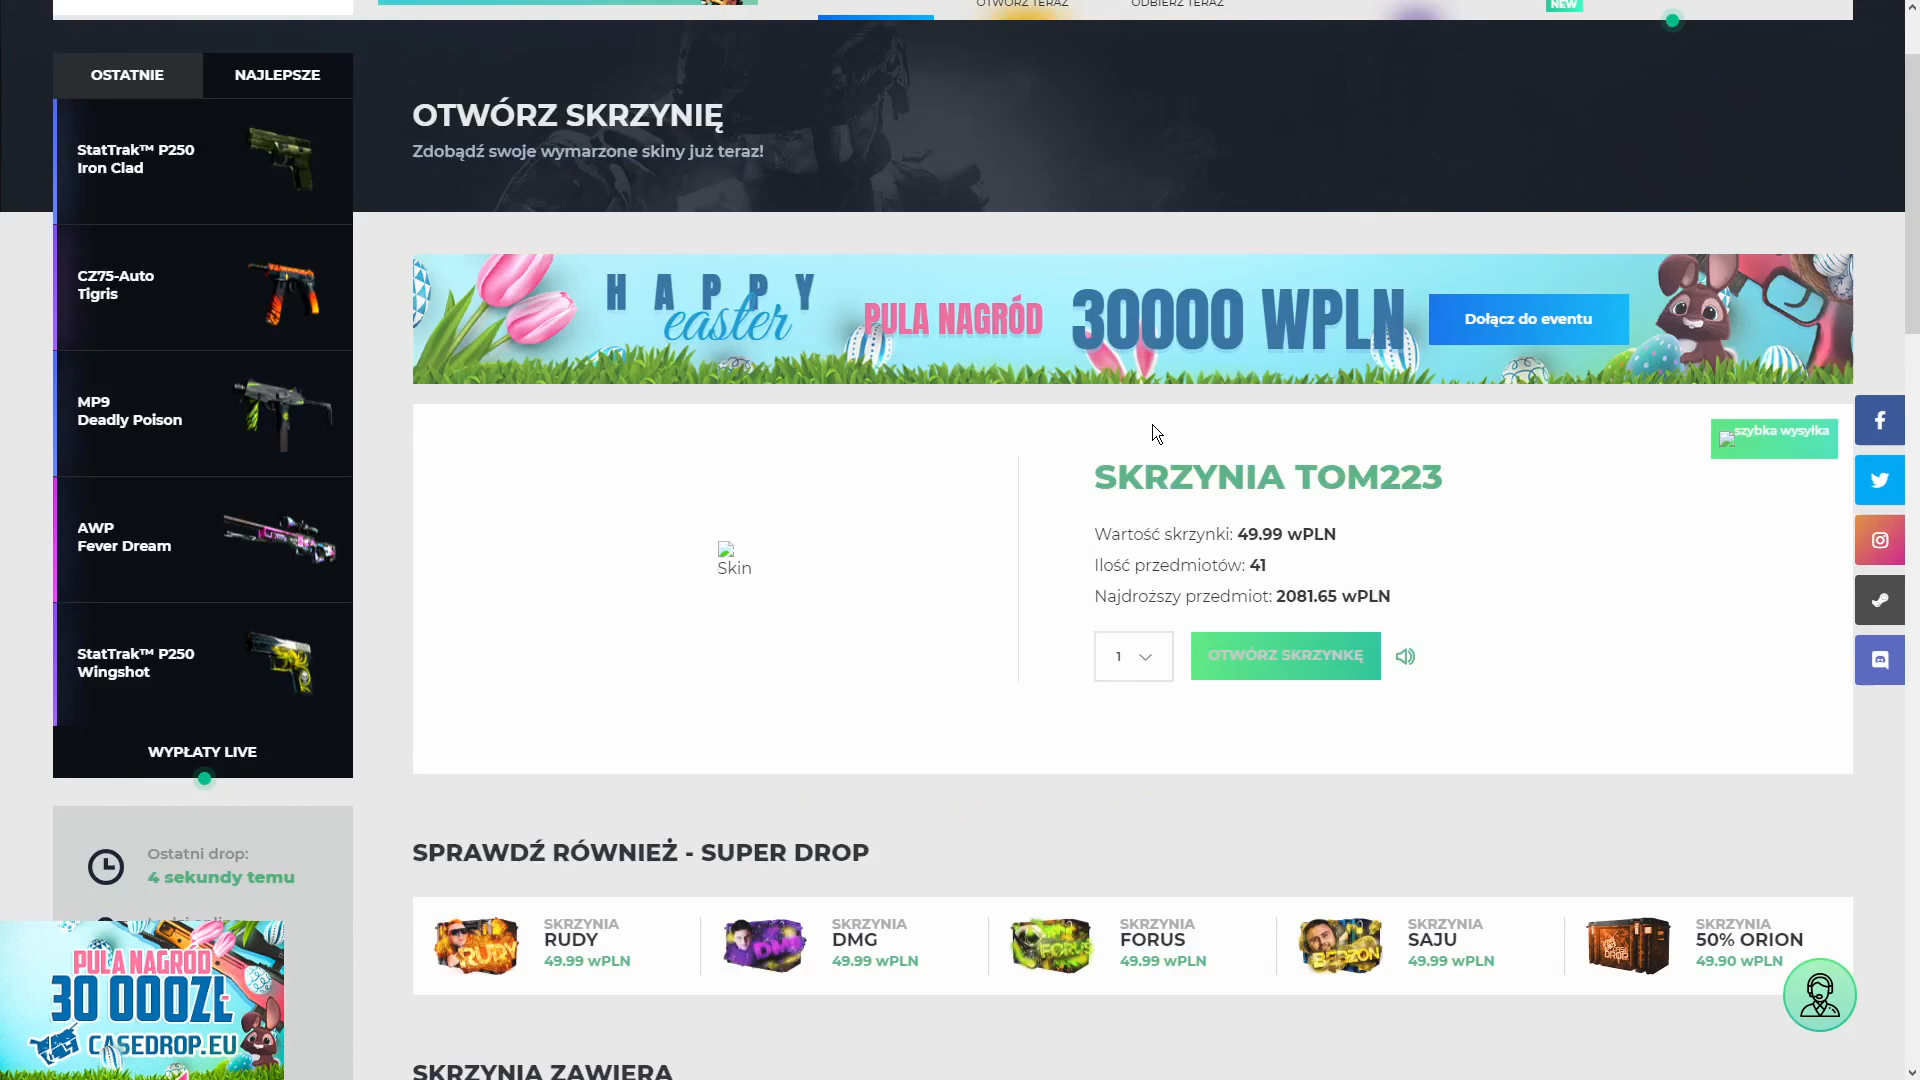 OTWÓRZ TERAZ
ODBIERZ TERAZ
NEW
OSTATNIE
NAJLEPSZE
StatTrak™ P250
Iron Clad
CZ75-Auto
Tigris
MP9
Deadly Poison
AWP
Fever Dream
StatTrak™ P250
Wingshot
WYPŁATY LIVE
Ostatni drop:
4 sekundy temu
PULA NAGRÓD
30 000ZŁ
CASEDROP.EU
OTWÓRZ SKRZYNIĘ
Zdobądź swoje wymarzone skiny już teraz!
HAPPY
easter
PULA NAGRÓD
30000 WPLN
Dołącz do eventu
szybka wysyłka
Skin
SKRZYNIA TOM223
Wartość skrzynki: 49.99 wPLN
Ilość przedmiotów: 41
Najdroższy przedmiot: 2081.65 wPLN
1
OTWÓRZ SKRZYNKĘ
SPRAWDŹ RÓWNIEŻ - SUPER DROP
RUDY
SKRZYNIA
RUDY
49.99 wPLN
DMG
SKRZYNIA
DMG
49.99 wPLN
FORUS
SKRZYNIA
FORUS
49.99 wPLN
SKRZYNIA
SAJU
49.99 wPLN
SKRZYNIA
50% ORION
49.90 wPLN
SKRZYNIA ZAWIERA